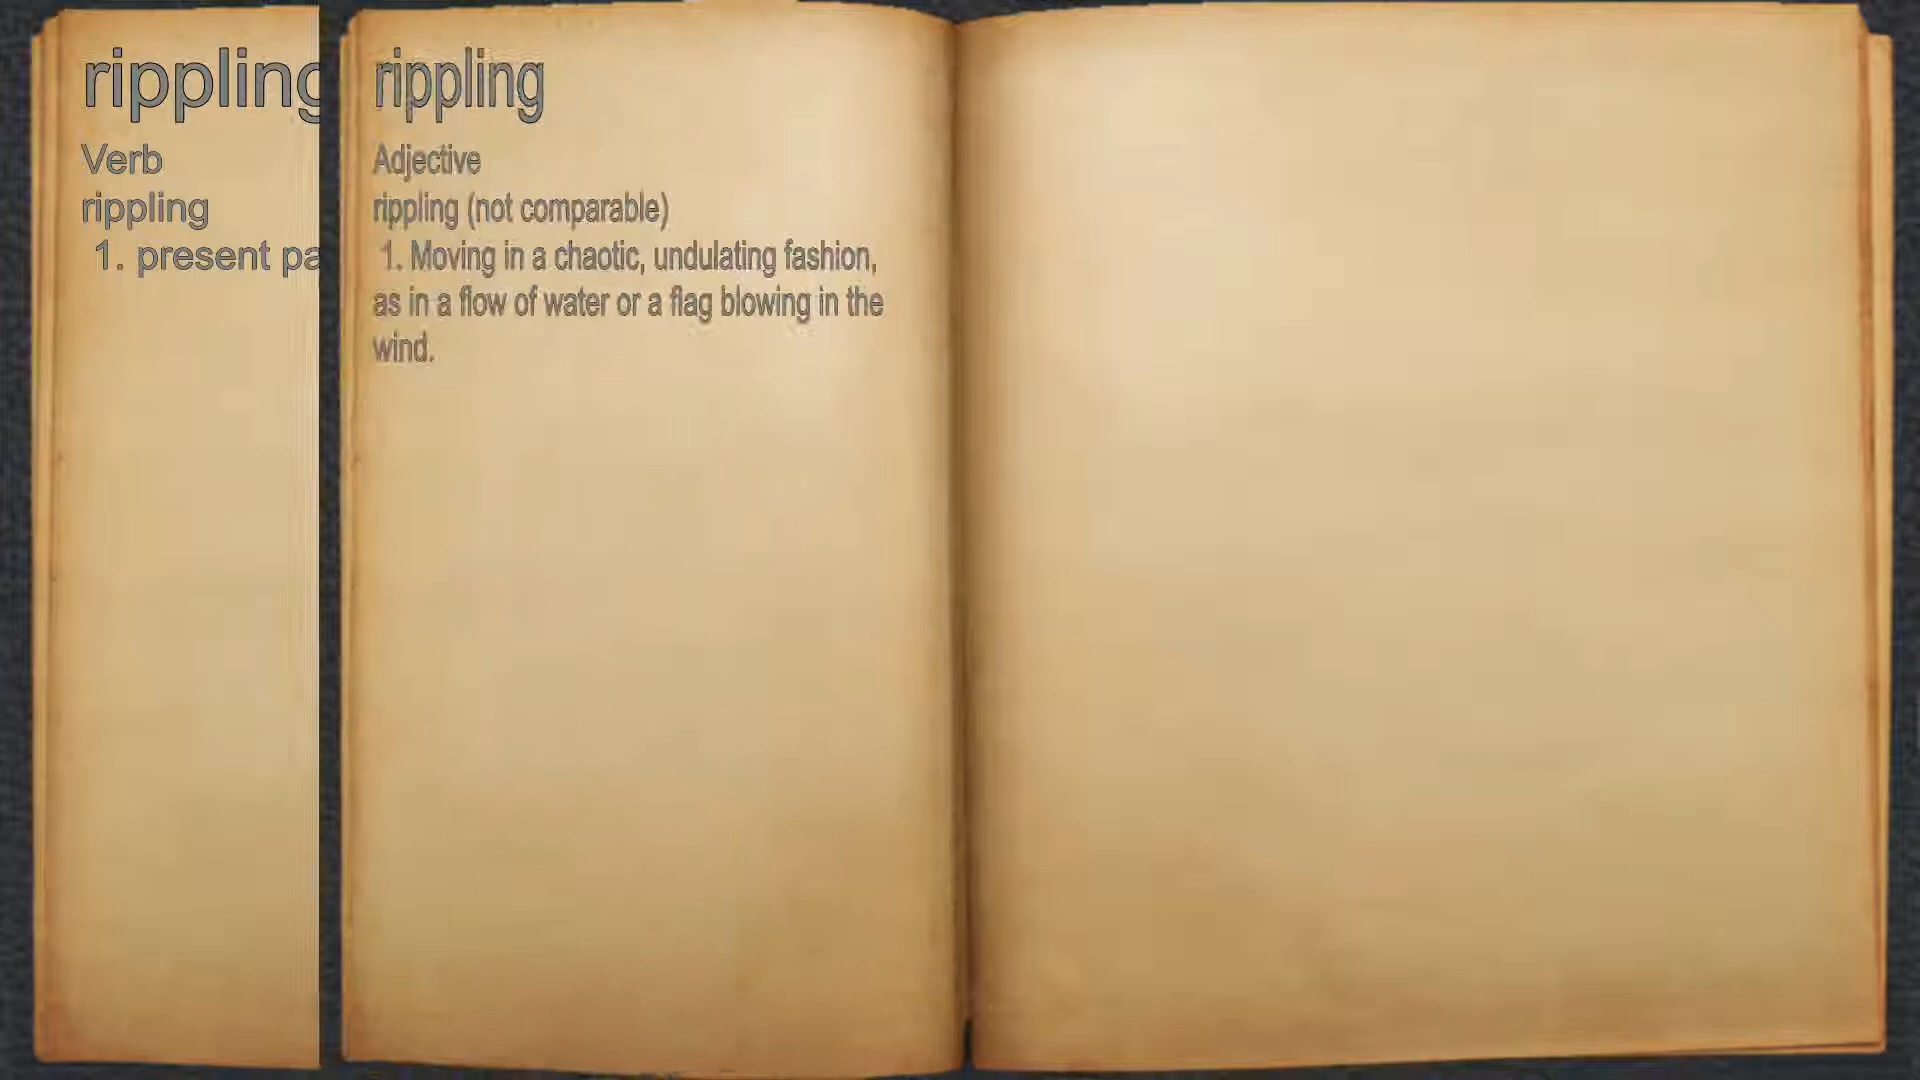 rippling
Verb
rippling
1. present
rippling
Adjective
rippling (not comparable)
1. Moving in a chaotic, undulating fashion,
as in a flow of water or a flag blowing in the
wind.